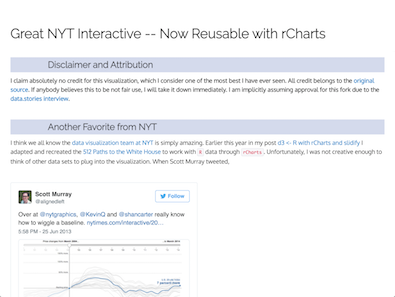 Great NYT Interactive -- Now Reusable with rCharts
Disclaimer and Attribution
I claim absolutely no credit for this visualization, which I consider one of the most best I have ever seen. All credit belongs to the original
source. If anybody believes this to be not fair use, I will take it down immediately. I am implicitly assuming approval for this fork due to the
data.stories interview.
Another Favorite from NYT
I think we all know the data visualization team at NYT is simply amazing. Earlier this year in my post d3 <- R with rCharts and slidify I
adapted and recreated the 512 Paths to the White House to work with R data through rCharts. Unfortunately, I was not creative enough to
think of other data sets to plug into the visualization. When Scott Murray tweeted,
Scott Murray
@alignedleft
Follow
Over at @nytgraphics, @KevinQ and @shancarter really know
how to wiggle a baseline. nytimes.com/interactive/20...
5:58 PM - 25 Jun 2013